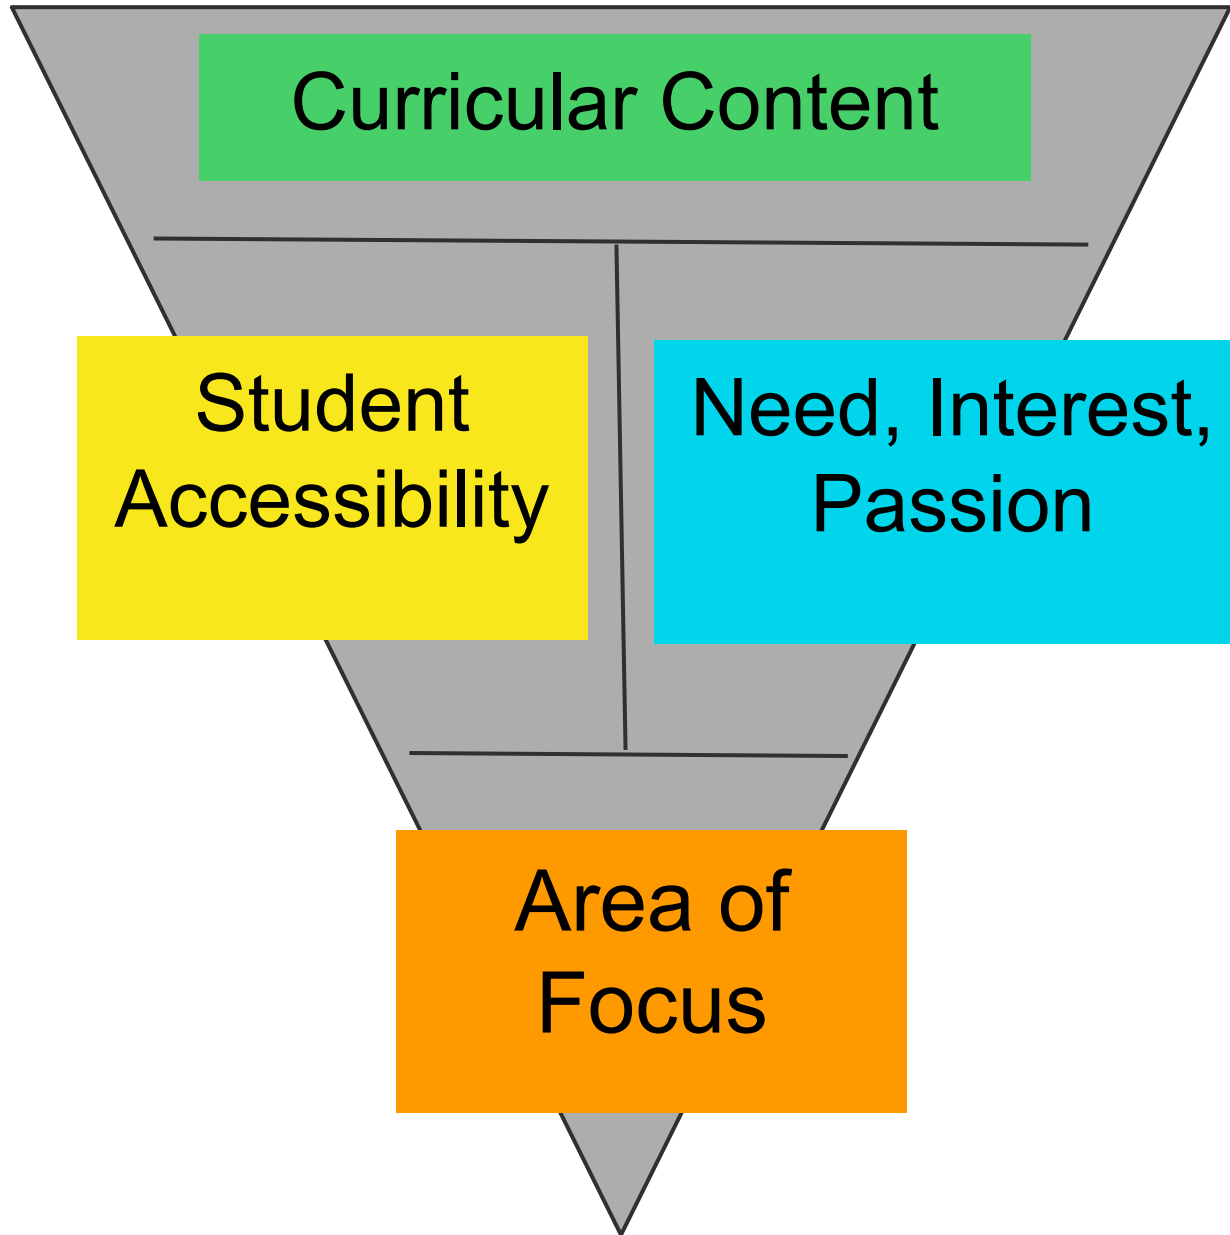 Curricular Content
Student
Accessibility
Need, Interest,
Passion
Area of
Focus